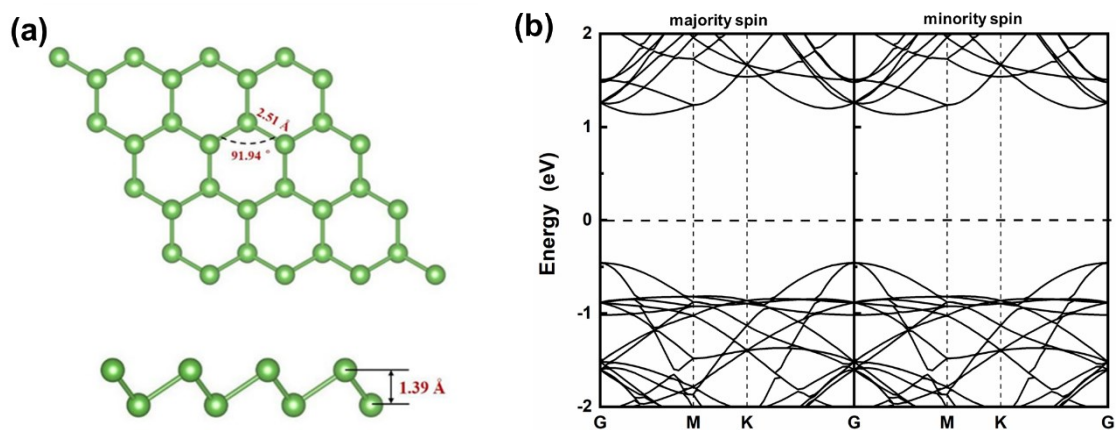 (a)
2.51 Å
91.94 °
1.39 Å
(b)
majority spin
minority spin
Energy (eV)
2
1
0
-1
-2
G
M
K
G
M
K
G